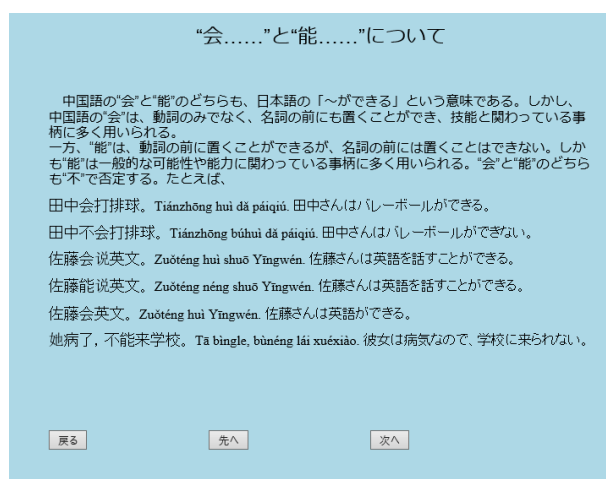 “会……”と“能……”について
中国語の“会”と“能”のどちらも、日本語の「～ができる」という意味である。しかし、
中国語の“会”は、動詞のみでなく、名詞の前にも置くことができ、技能と関わっている事
柄に多く用いられる。
一方、“能”は、動詞の前に置くことができるが、名詞の前には置くことはできない。しか
も“能”は一般的な可能性や能力に関わっている事柄に多く用いられる。“会”と“能”のどちら
も“不”で否定する。たとえば、
田中会打排球。Tiánzhōng huì dǎ páiqiú. 田中さんはバレーボールができる。
田中不会打排球。Tiánzhōng búhuì dǎ páiqiú. 田中さんはバレーボールができない。
佐藤会说英文。Zuǒténg huì shuō Yīngwén. 佐藤さんは英語を話すことができる。
佐藤能说英文。Zuǒténg néng shuō Yīngwén. 佐藤さんは英語を話すことができる。
佐藤会英文。Zuǒténg huì Yīngwén. 佐藤さんは英語ができる。
她病了，不能来学校。Tā bìngle, bùnéng lái xuéxiào. 彼女は病気なので、学校に来られない。
戻る 先へ 次へ